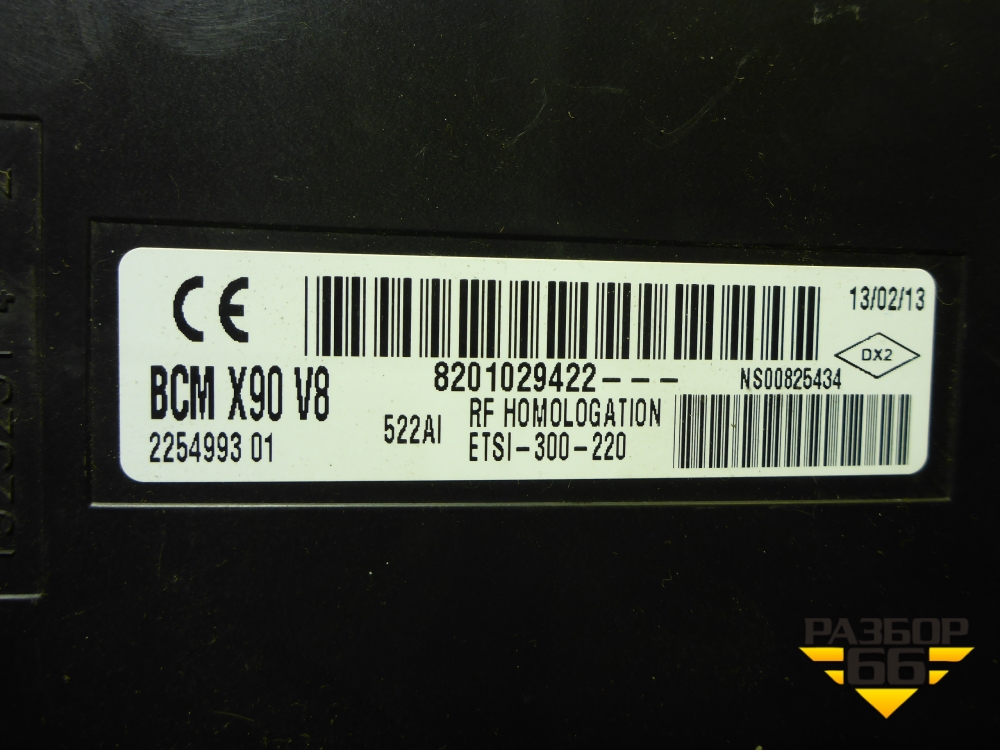 CE
13/02/13
DX2
8201029422---
NS00825434
BCM X90 V8
522AI
RF HOMOLOGATION
2254993 01
ETSI-300-220
РАЗБОР
66